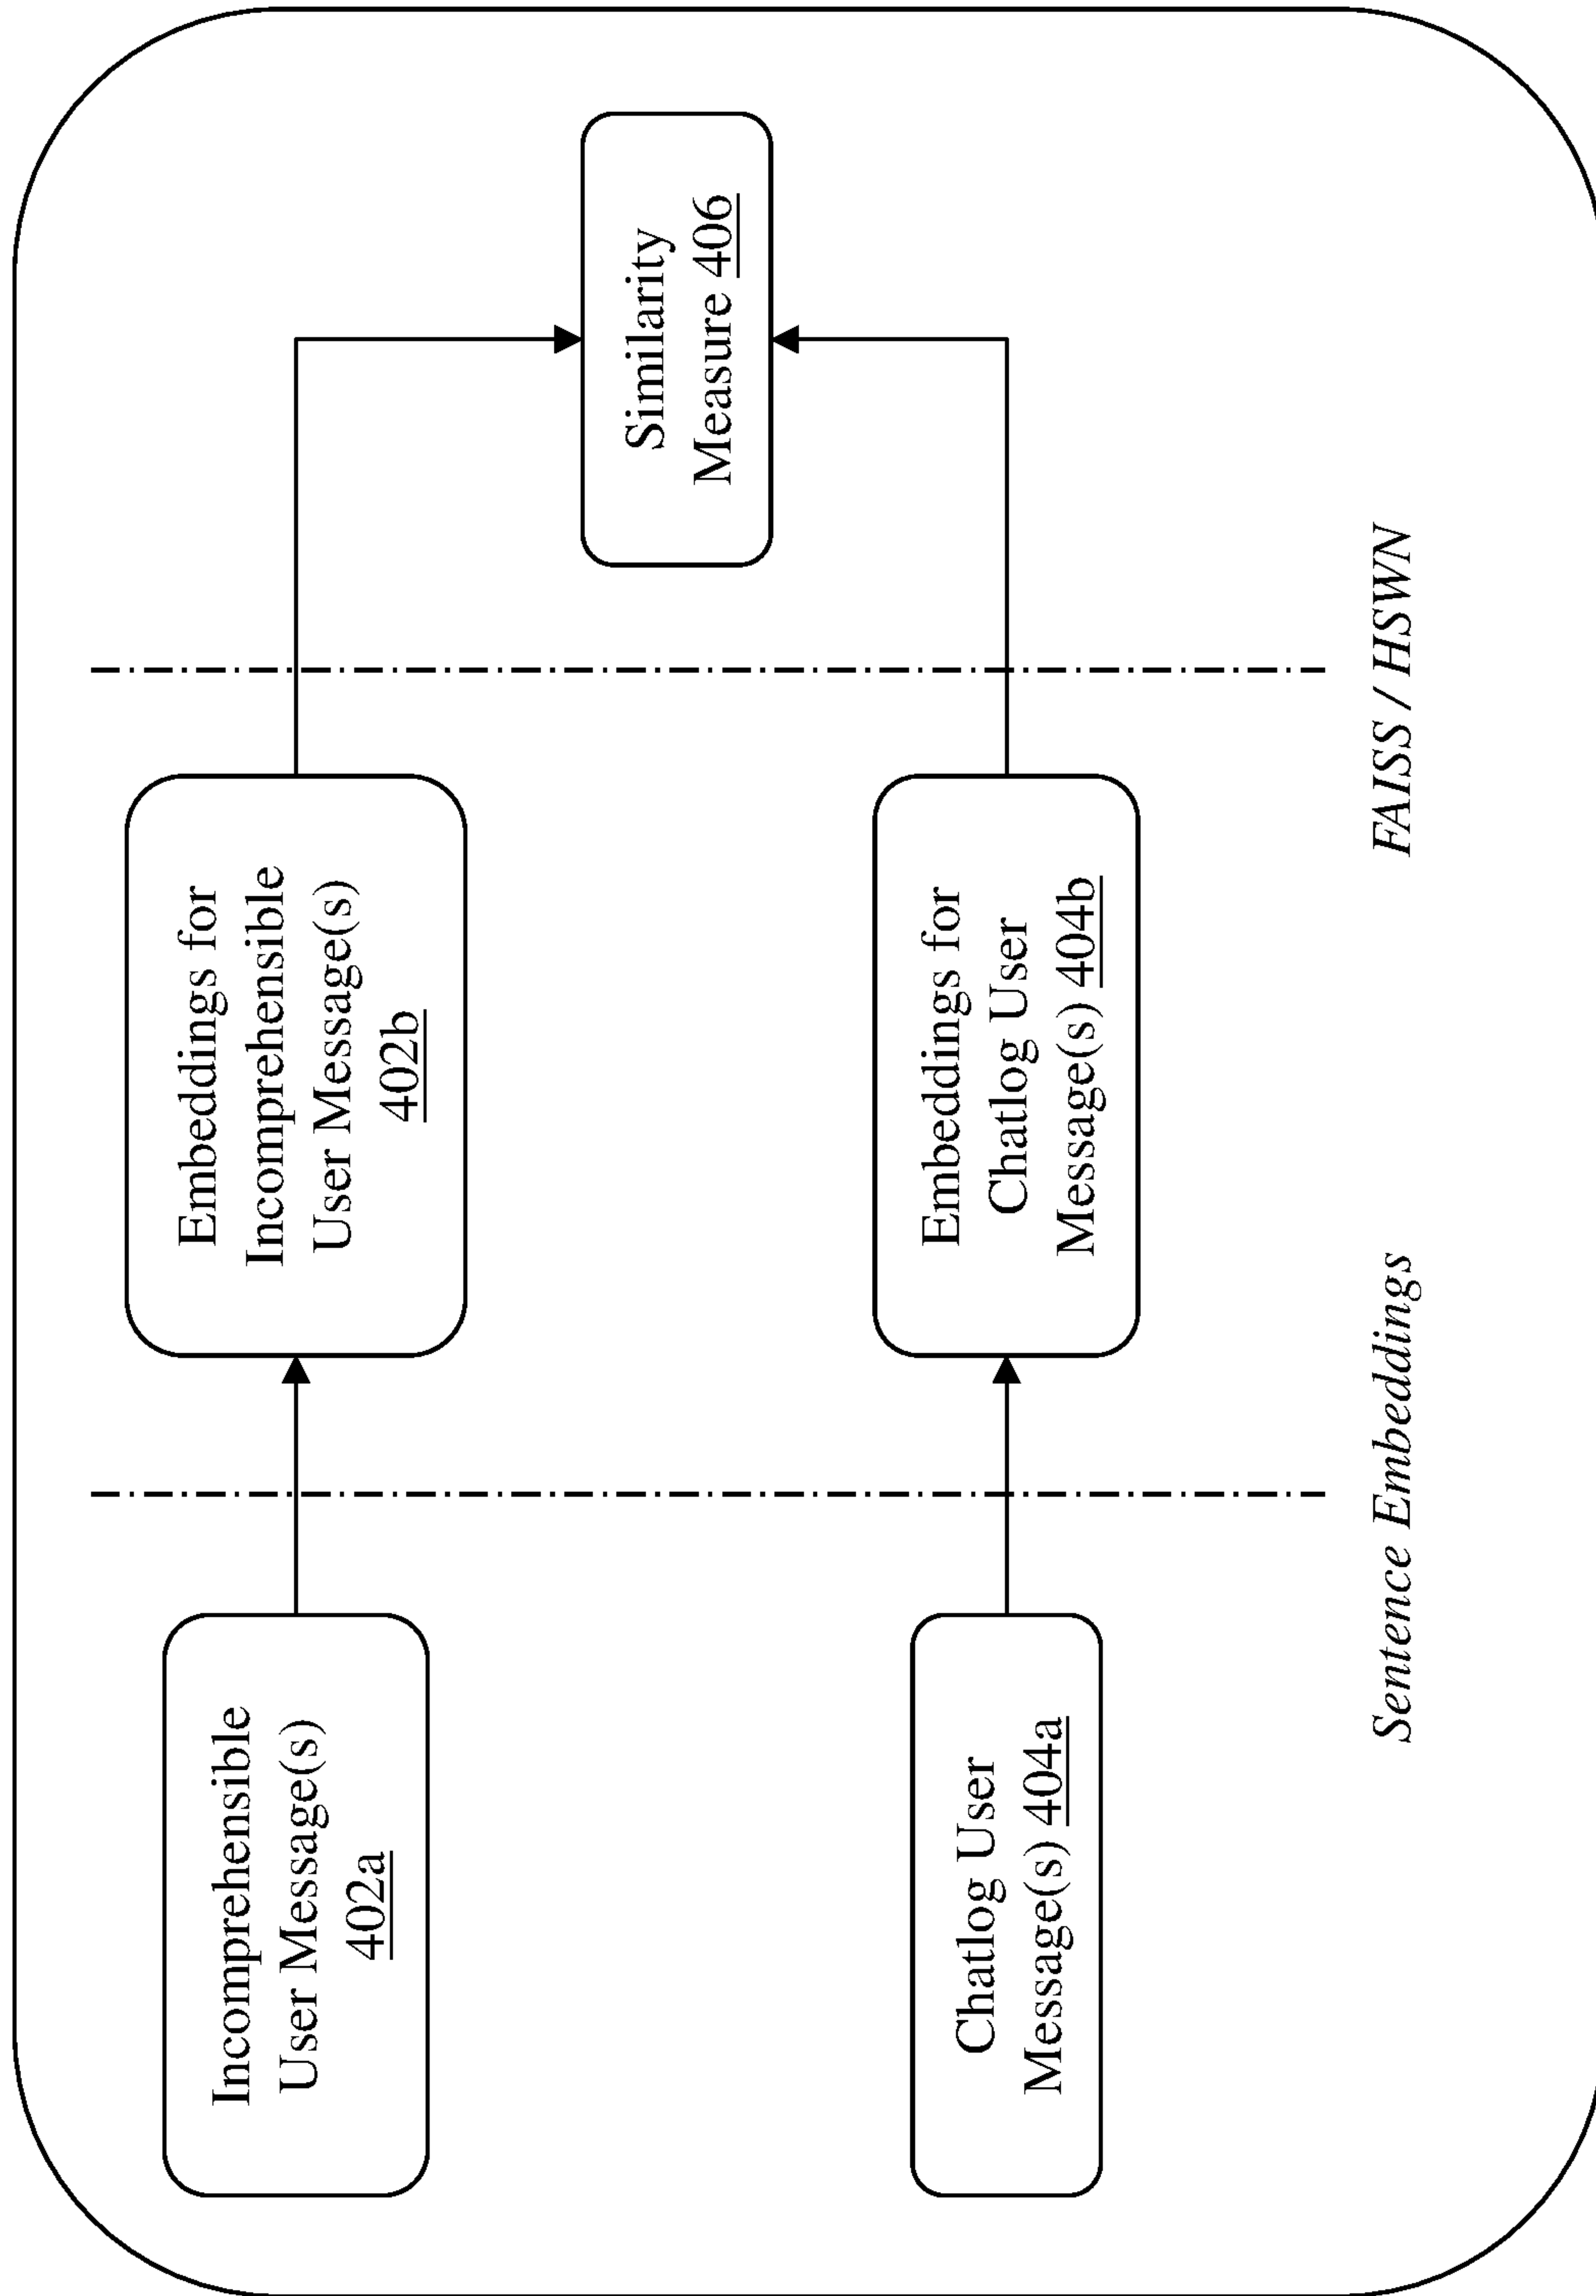 Incomprehensible
User Message(s)
402a
Embeddings for
Incomprehensible
User Message(s)
402b
Similarity
Measure 406
Chatlog User
Message(s) 404a
Embeddings for
Chatlog User
Message(s) 404b
Sentence Embeddings
FAISS / HSWN